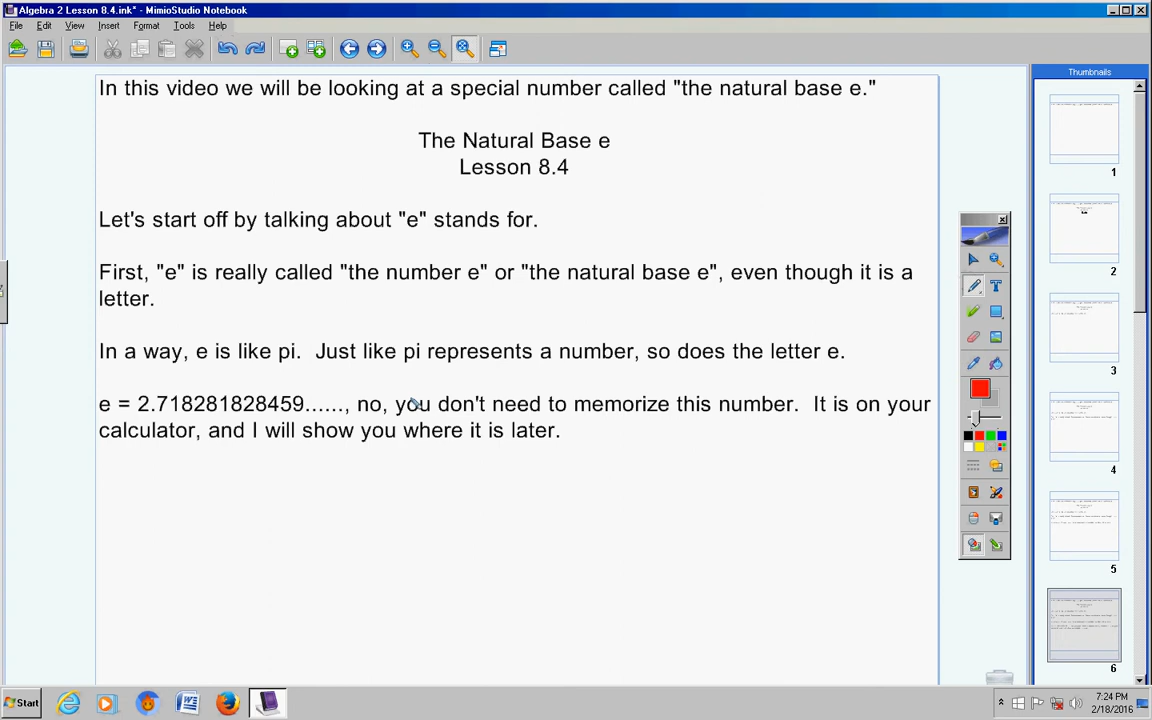 Algebra 2 Lesson 8.4.ink* - MimioStudio Notebook
File Edit View Insert Format Tools Help
In this video we will be looking at a special number called "the natural base e."
The Natural Base e
Lesson 8.4
Let's start off by talking about "e" stands for.
First, "e" is really called "the number e" or "the natural base e", even though it is a
letter.
In a way, e is like pi.  Just like pi represents a number, so does the letter e.
e = 2.718281828459......, no, you don't need to memorize this number.  It is on your
calculator, and I will show you where it is later.
Thumbnails
1
2
3
4
5
6
Start
7:24 PM
2/18/2016